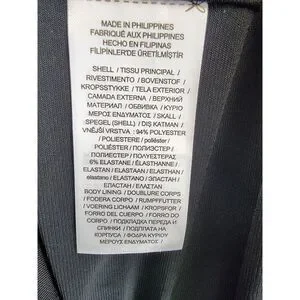 MADE IN PHILIPPINES
FABRIQUÉ AUX PHILIPPINES
HECHO EN FILIPINAS
FİLİPİNLER'DE ÜRETİLMİŞTİR
SHELL / TISSU PRINCIPAL /
RIVESTIMENTO / BOVENSTOF /
KROPSSTYKKE / TELA EXTERIOR /
CAMADA EXTERNA / ВЕРХНИЙ
МАТЕРИАЛ / ОБВИВКА / ΚΥΡΙΟ
ΜΕΡΟΣ ΕΝΔΥΜΑΤΟΣ / SKALL /
SPEGEL (SHELL) / DIŞ KATMAN /
VNĚJŠÍ VRSTVA : 94% POLYESTER
/ POLIESTERE / poliéster /
POLIÉSTER / ПОЛИЭСТЕР /
ПОЛИЕСТЕР / ΠΟΛΥΕΣΤΕΡΑΣ
6% ELASTANE / ÉLASTHANNE /
ELASTAN / ELASTAAN / ELASTHAN /
elastano / ELASTANO / ЭЛАСТАН /
ЕЛАСТАН / ΕΛΑΣΤΑΝ
BODY LINING / DOUBLURE CORPS
/ FODERA CORPO / RUMPFFUTTER
/ VOERING LICHAAM / KROPSFOR /
FORRO DEL CUERPO / FORRO DO
CORPO / ПОДКЛАДКА ПЕРЕДА И
СПИНКИ / ПОДПЛАТА НА
КОРПУСА / ΦΟΔΡΑ ΚΥΡΙΟΥ
ΜΕΡΟΥΣ ΕΝΔΥΜΑΤΟΣ /